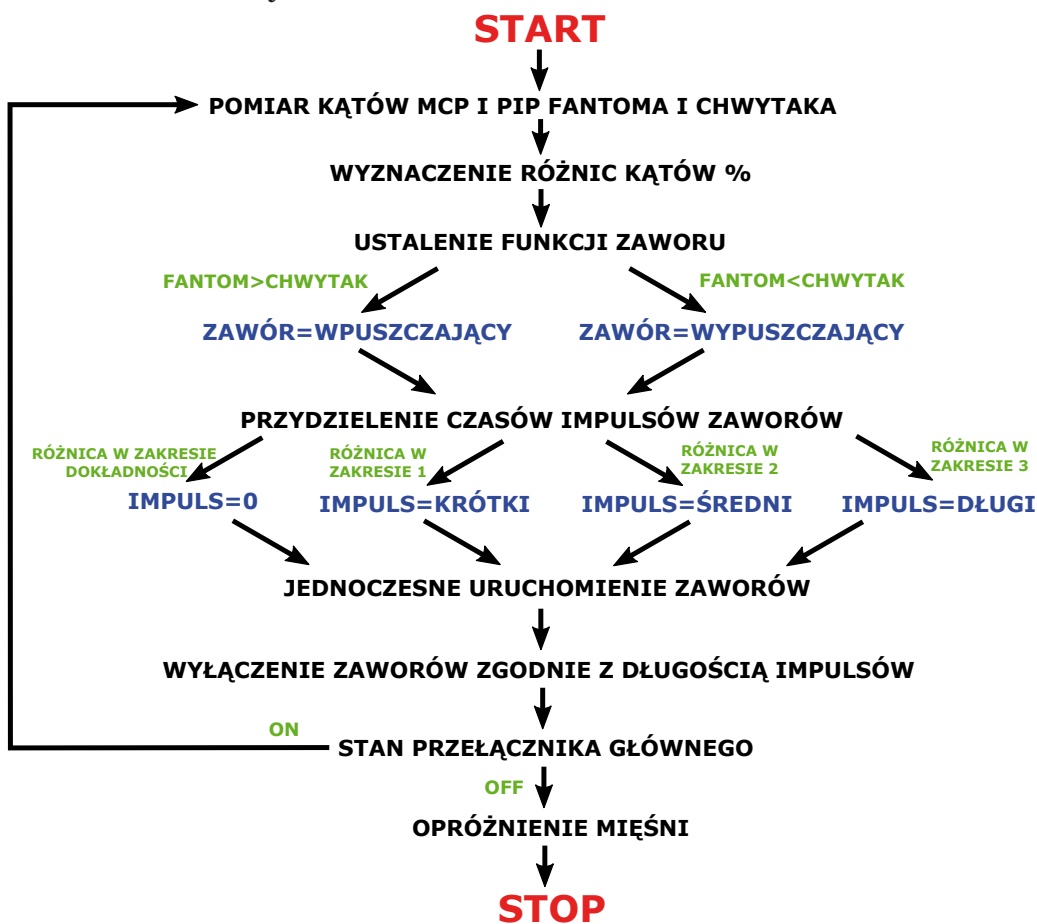 START
POMIAR KĄTÓW MCP I PIP FANTOMA I CHWYTAKA
WYZNACZENIE RÓŻNIC KĄTÓW %
USTALENIE FUNKCJI ZAWORU
FANTOM>CHWYTAK
FANTOM<CHWYTAK
ZAWÓR=WPUSZCZAJĄCY
ZAWÓR=WYPUSZCZAJĄCY
PRZYDZIELENIE CZASÓW IMPULSÓW ZAWORÓW
RÓŻNICA W ZAKRESIE
DOKŁADNOŚCI
RÓŻNICA W
ZAKRESIE 1
RÓŻNICA W
ZAKRESIE 2
RÓŻNICA W
ZAKRESIE 3
IMPULS=0
IMPULS=KRÓTKI
IMPULS=ŚREDNI
IMPULS=DŁUGI
JEDNOCZESNE URUCHOMIENIE ZAWORÓW
WYŁĄCZENIE ZAWORÓW ZGODNIE Z DŁUGOŚCIĄ IMPULSÓW
ON
STAN PRZEŁĄCZNIKA GŁÓWNEGO
OFF
OPRÓŻNIENIE MIĘŚNI
STOP